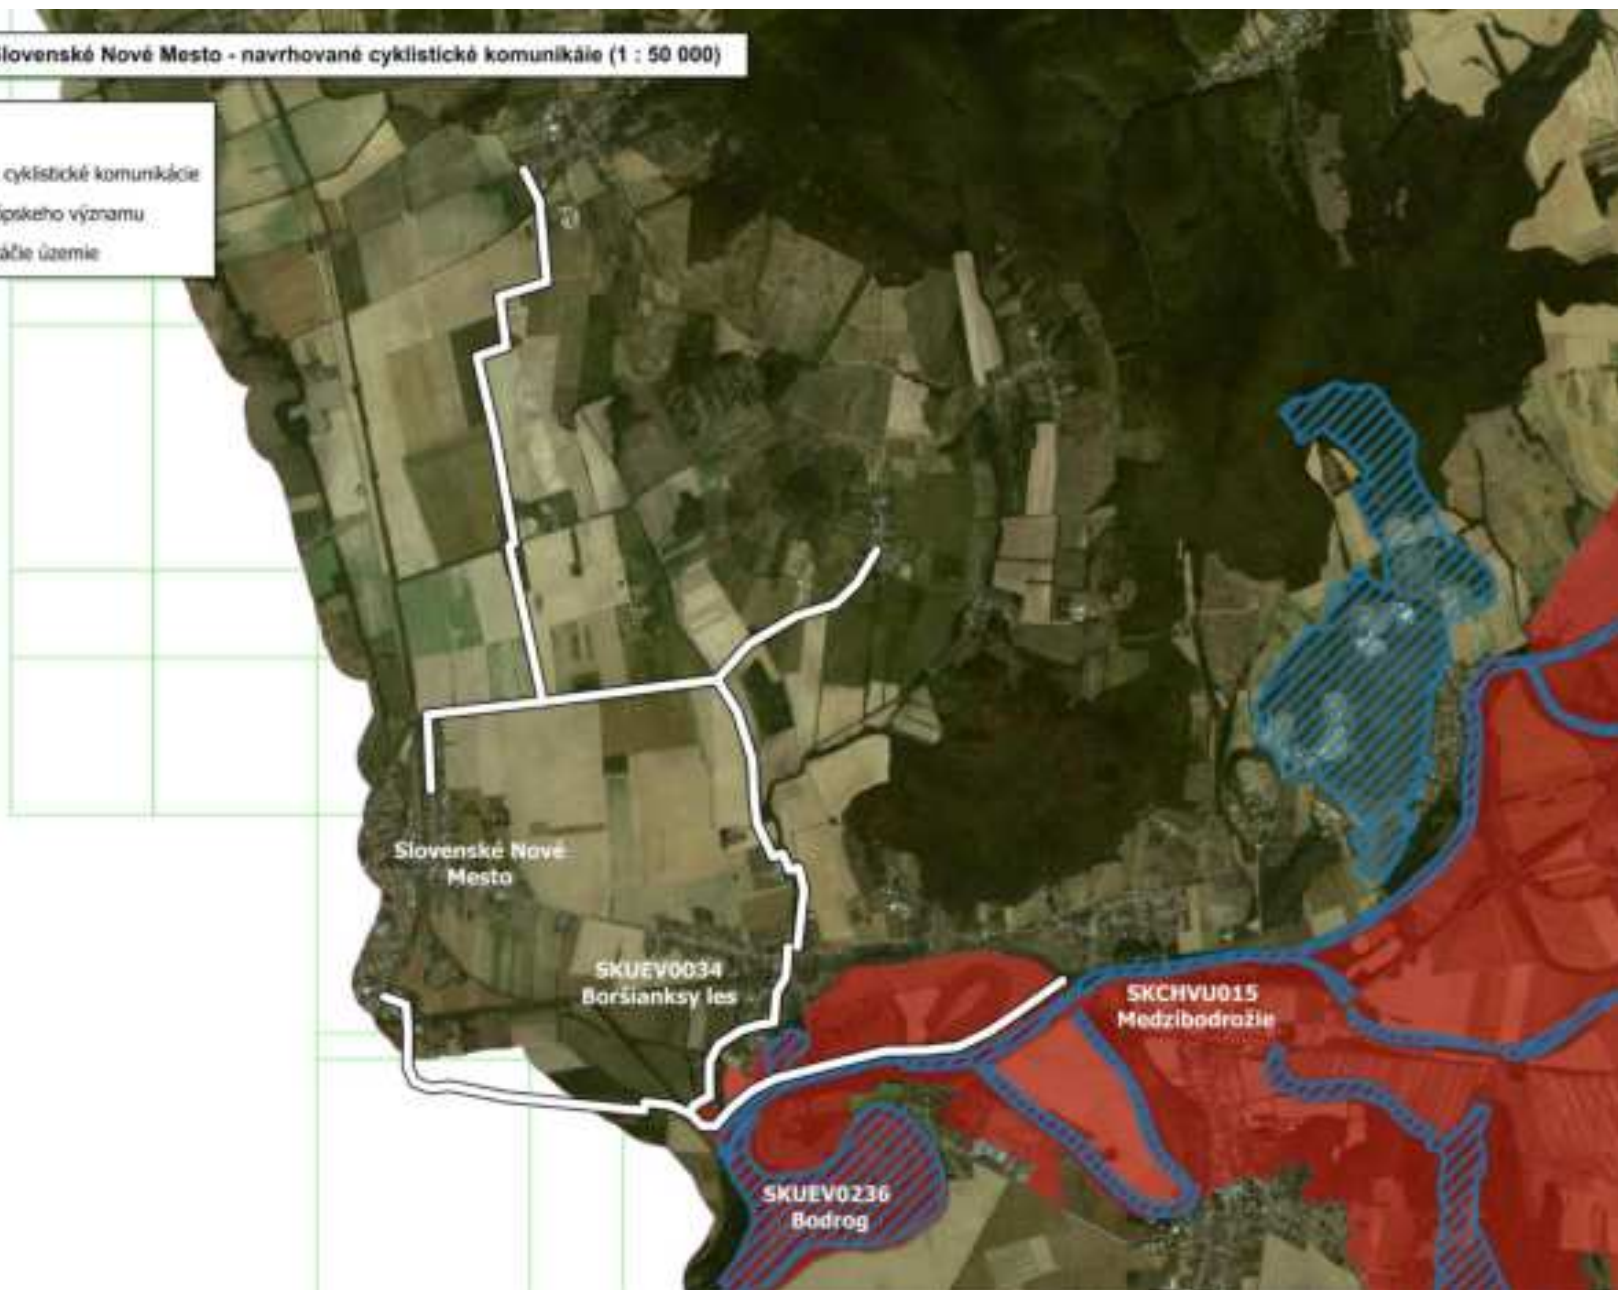 lovenské Nové Mesto - navrhované cyklistické komunikáie (1 : 50 000)
cyklistické komunikácie
ipskeho významu
áčie územie
Slovenské Nové
Mesto
SKUEV0034
Boršianksy les
SKCHVU015
Medzibodrožie
SKUEV0236
Bodrog